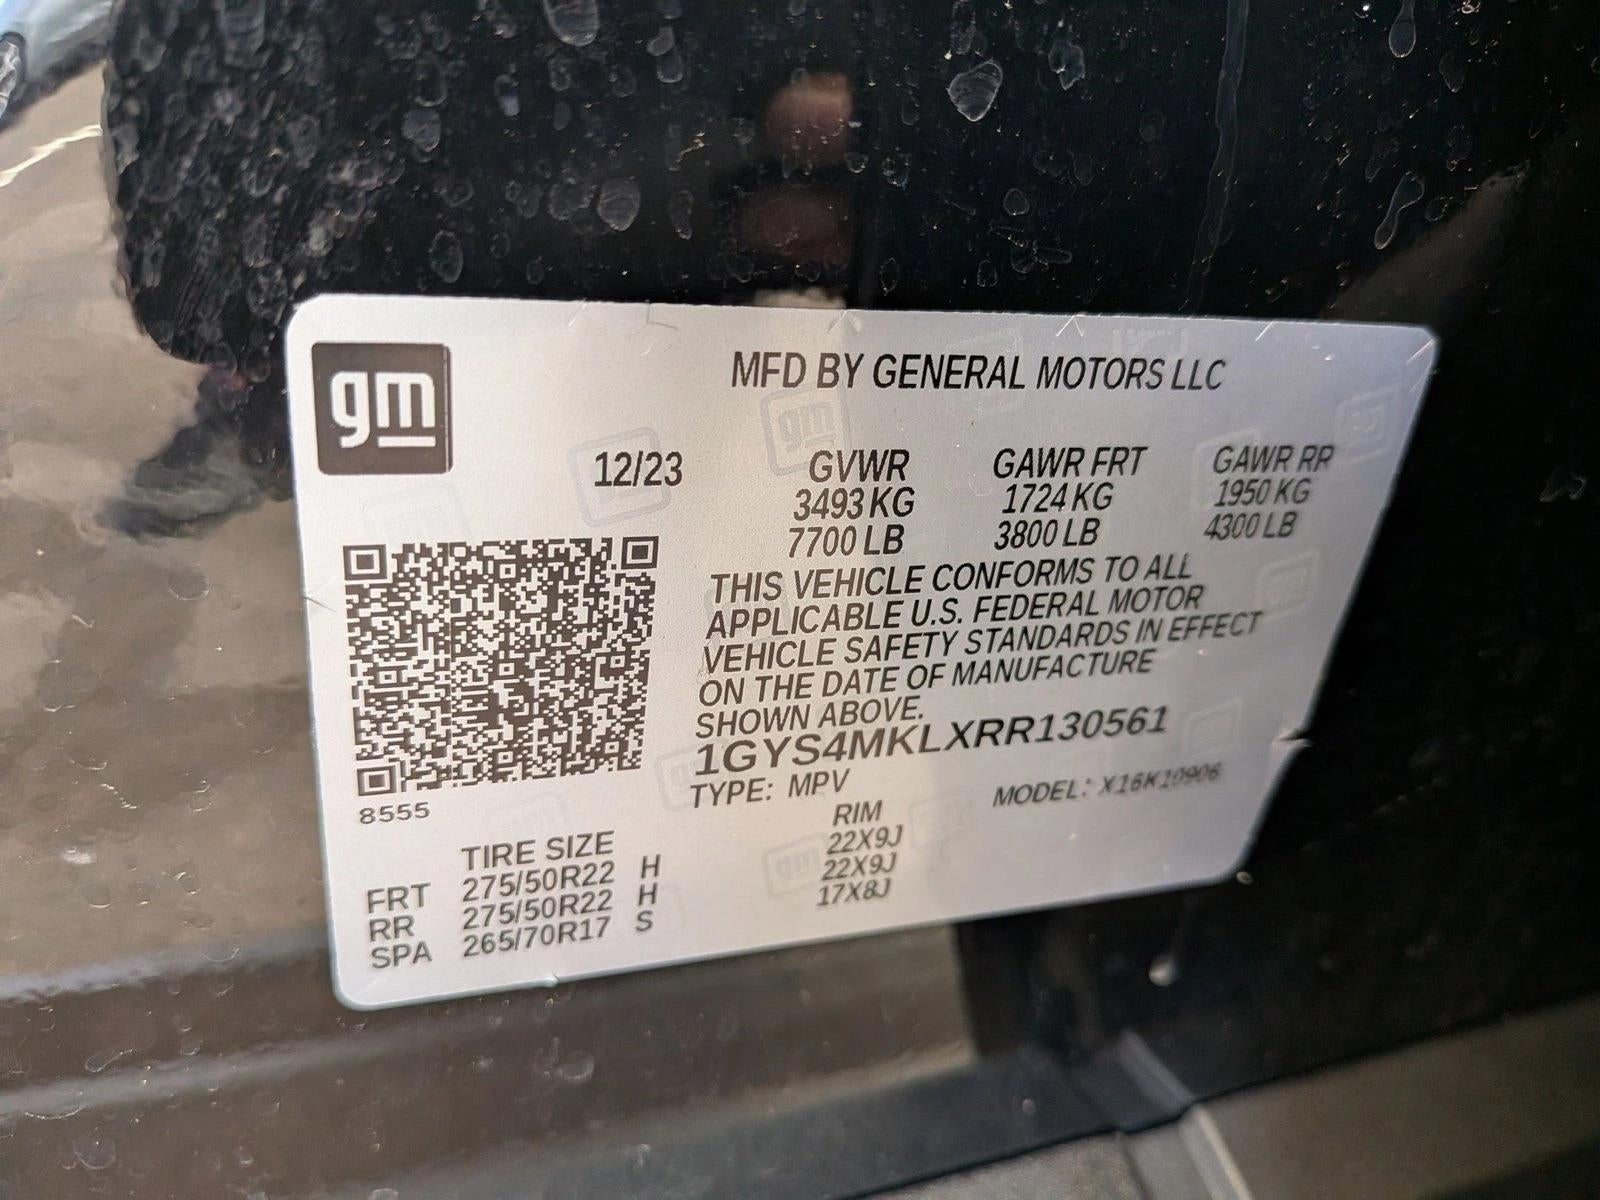 gm
MFD BY GENERAL MOTORS LLC
12/23 GVWR GAWR FRT GAWR RR
3493 KG 1724 KG 1950 KG
7700 LB 3800 LB 4300 LB
THIS VEHICLE CONFORMS TO ALL
APPLICABLE U.S. FEDERAL MOTOR
VEHICLE SAFETY STANDARDS IN EFFECT
ON THE DATE OF MANUFACTURE
SHOWN ABOVE.
1GYS4MKLXRR130561
TYPE: MPV MODEL: X16K10906
8555
TIRE SIZE RIM
FRT 275/50R22 H 22X9J
RR 275/50R22 H 22X9J
SPA 265/70R17 S 17X8J